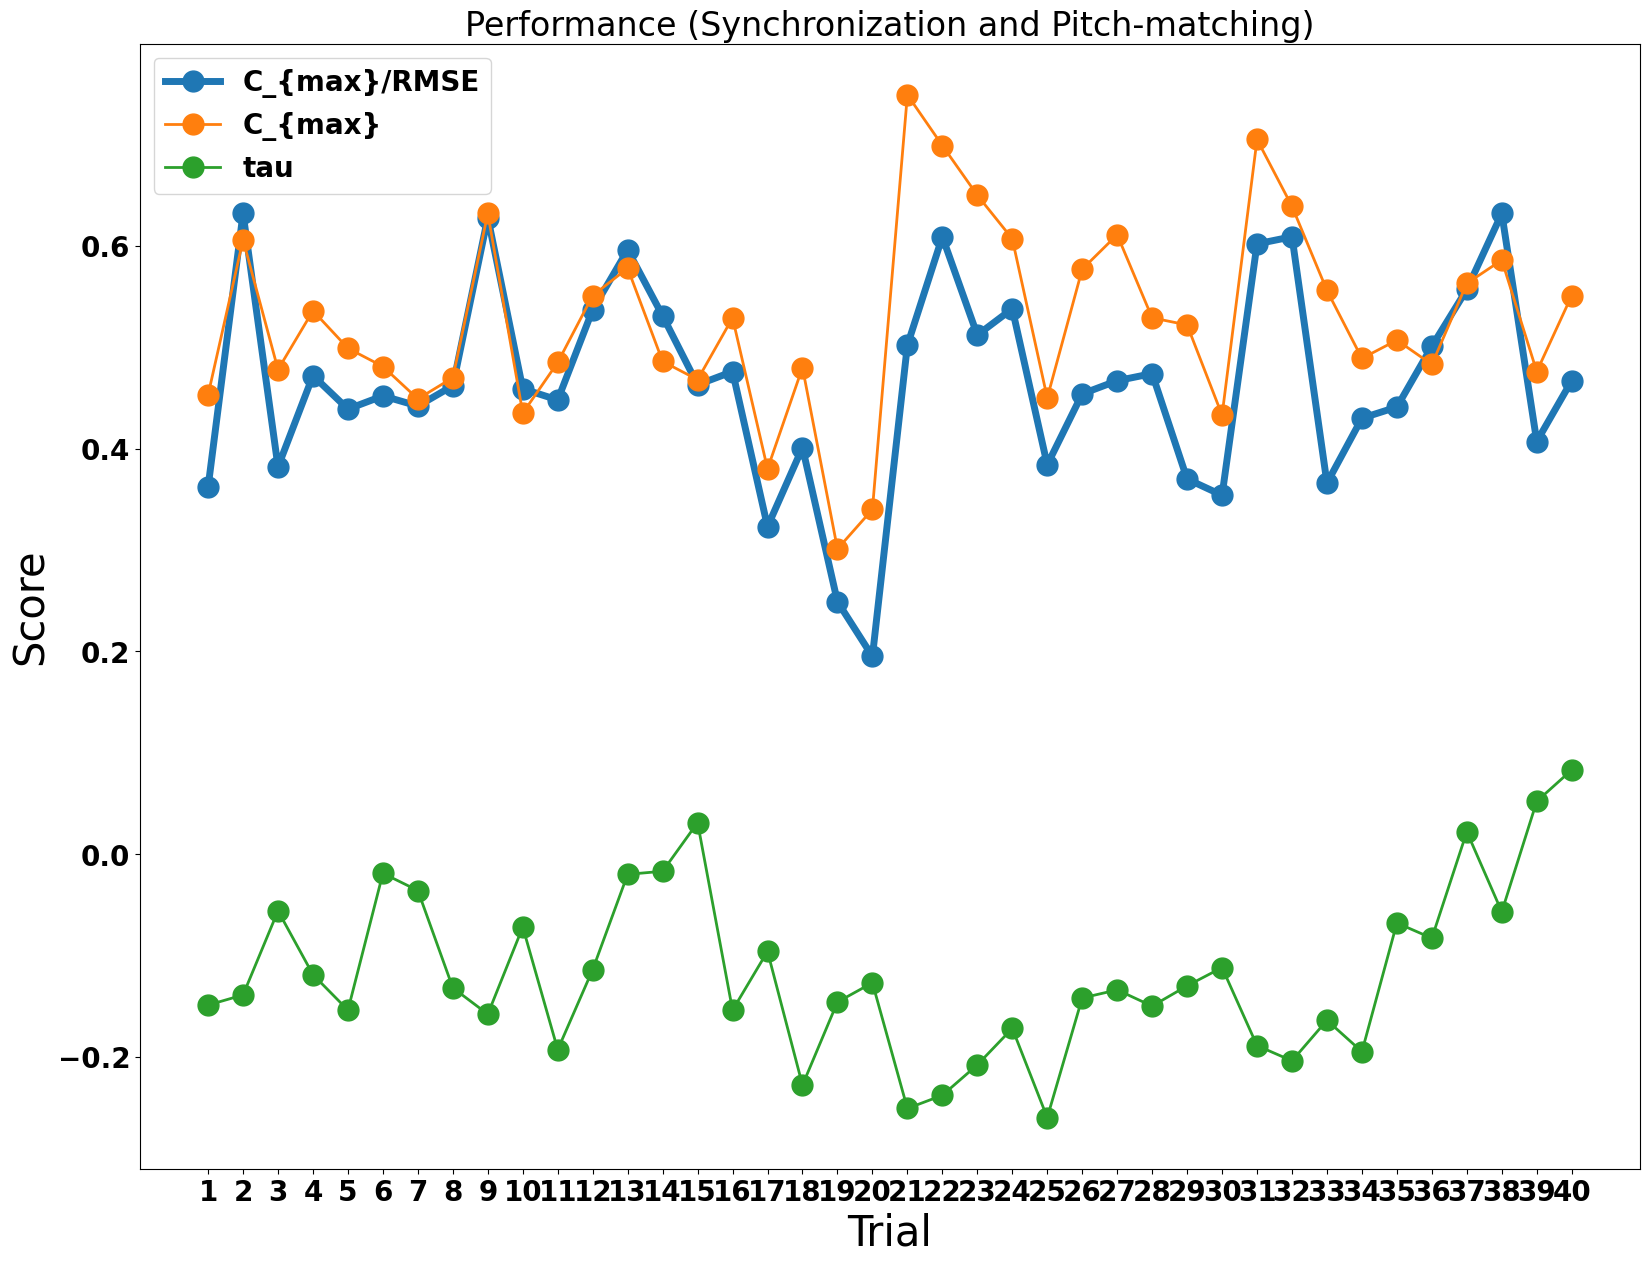 Performance (Synchronization and Pitch-matching)
C_{max}/RMSE
C_{max}
tau
0.6
0.4
0.2
0.0
−0.2
Score
1 2 3 4 5 6 7 8 9 10 11 12 13 14 15 16 17 18 19 20 21 22 23 24 25 26 27 28 29 30 31 32 33 34 35 36 37 38 39 40
Trial